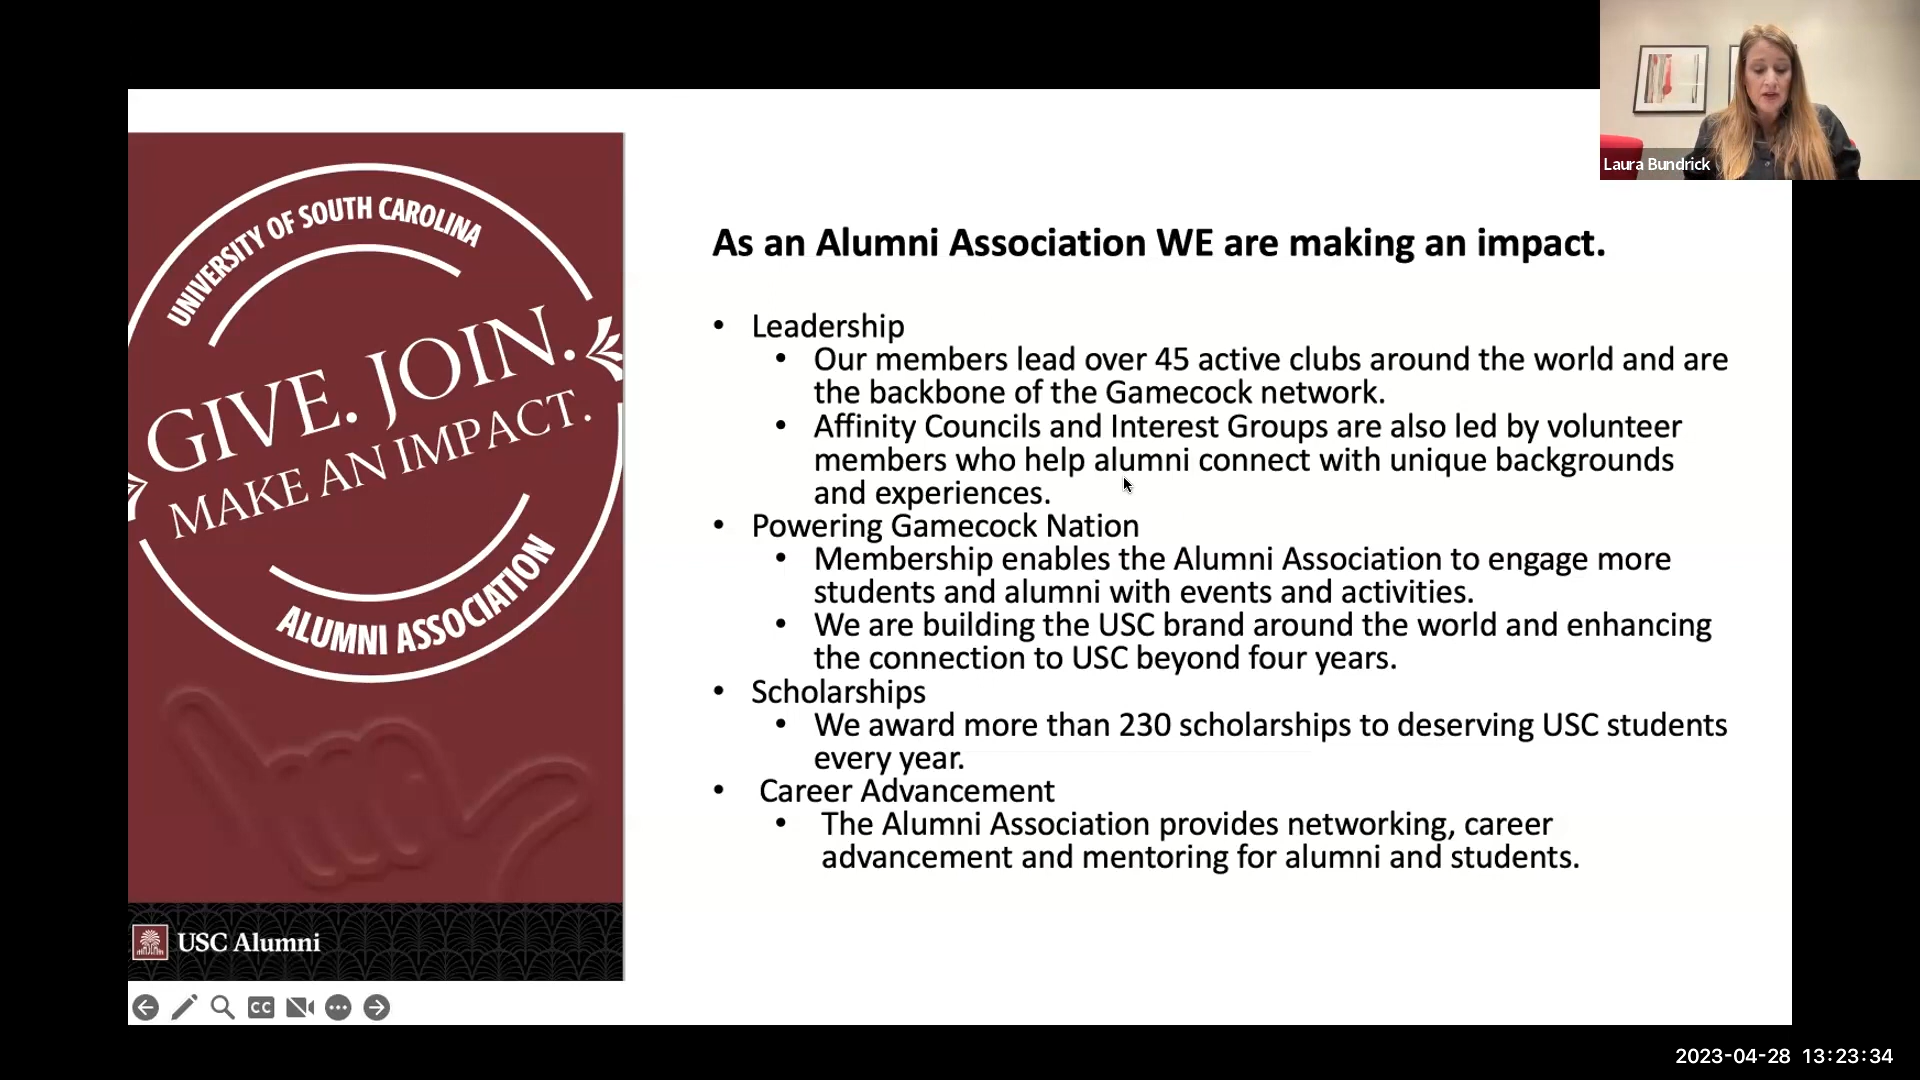 Laura Bundrick
UNIVERSITY OF SOUTH CAROLINA
GIVE. JOIN.
MAKE AN IMPACT.
ALUMNI ASSOCIATION
USC Alumni
As an Alumni Association WE are making an impact.
• Leadership
• Our members lead over 45 active clubs around the world and are
the backbone of the Gamecock network.
• Affinity Councils and Interest Groups are also led by volunteer
members who help alumni connect with unique backgrounds
and experiences.
• Powering Gamecock Nation
• Membership enables the Alumni Association to engage more
students and alumni with events and activities.
• We are building the USC brand around the world and enhancing
the connection to USC beyond four years.
• Scholarships
• We award more than 230 scholarships to deserving USC students
every year.
• Career Advancement
• The Alumni Association provides networking, career
advancement and mentoring for alumni and students.
CC
2023-04-28 13:23:34